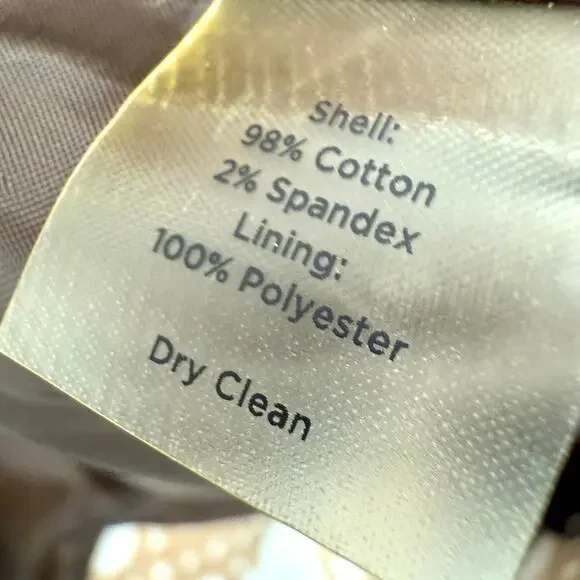 Shell:
98% Cotton
2% Spandex
Lining:
100% Polyester
Dry Clean